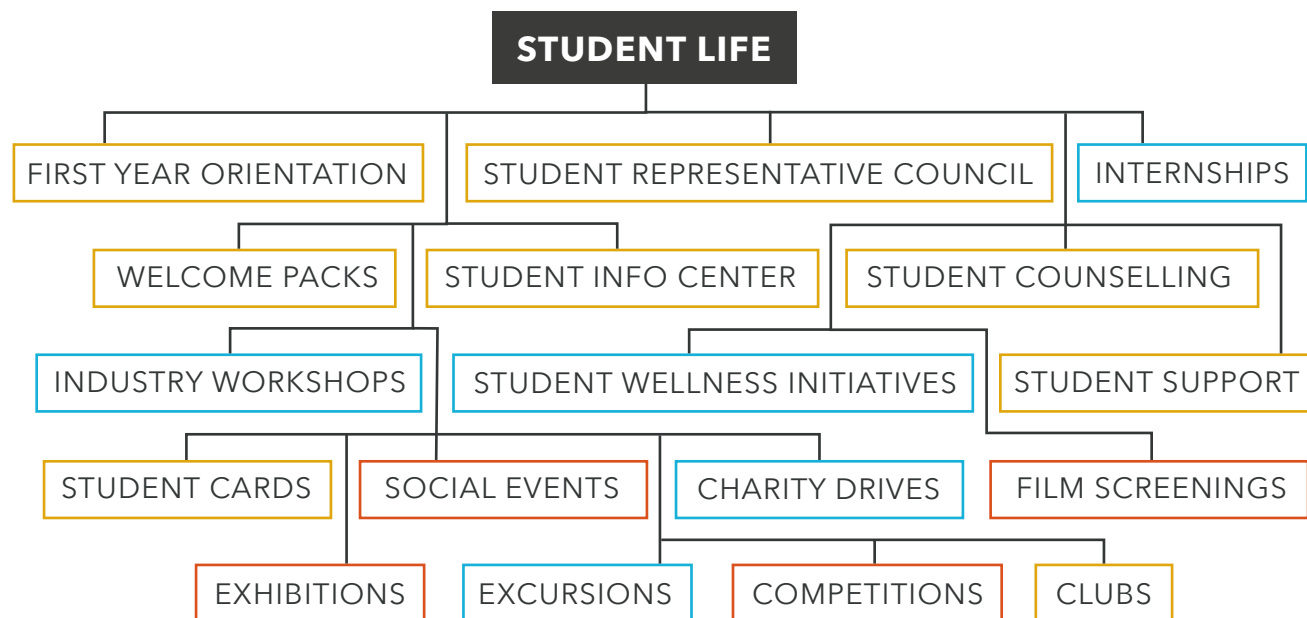 STUDENT LIFE
FIRST YEAR ORIENTATION
STUDENT REPRESENTATIVE COUNCIL
INTERNSHIPS
WELCOME PACKS
STUDENT INFO CENTER
STUDENT COUNSELLING
INDUSTRY WORKSHOPS
STUDENT WELLNESS INITIATIVES
STUDENT SUPPORT
STUDENT CARDS
SOCIAL EVENTS
CHARITY DRIVES
FILM SCREENINGS
EXHIBITIONS
EXCURSIONS
COMPETITIONS
CLUBS